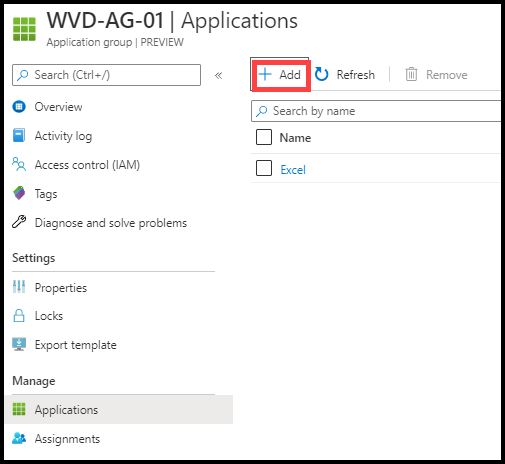 WVD-AG-01 | Applications
Application group | PREVIEW
Search (Ctrl+/)
«
Overview
Activity log
Access control (IAM)
Tags
Diagnose and solve problems
Settings
Properties
Locks
Export template
Manage
Applications
Assignments
+ Add
Refresh
Remove
Search by name
Name
Excel